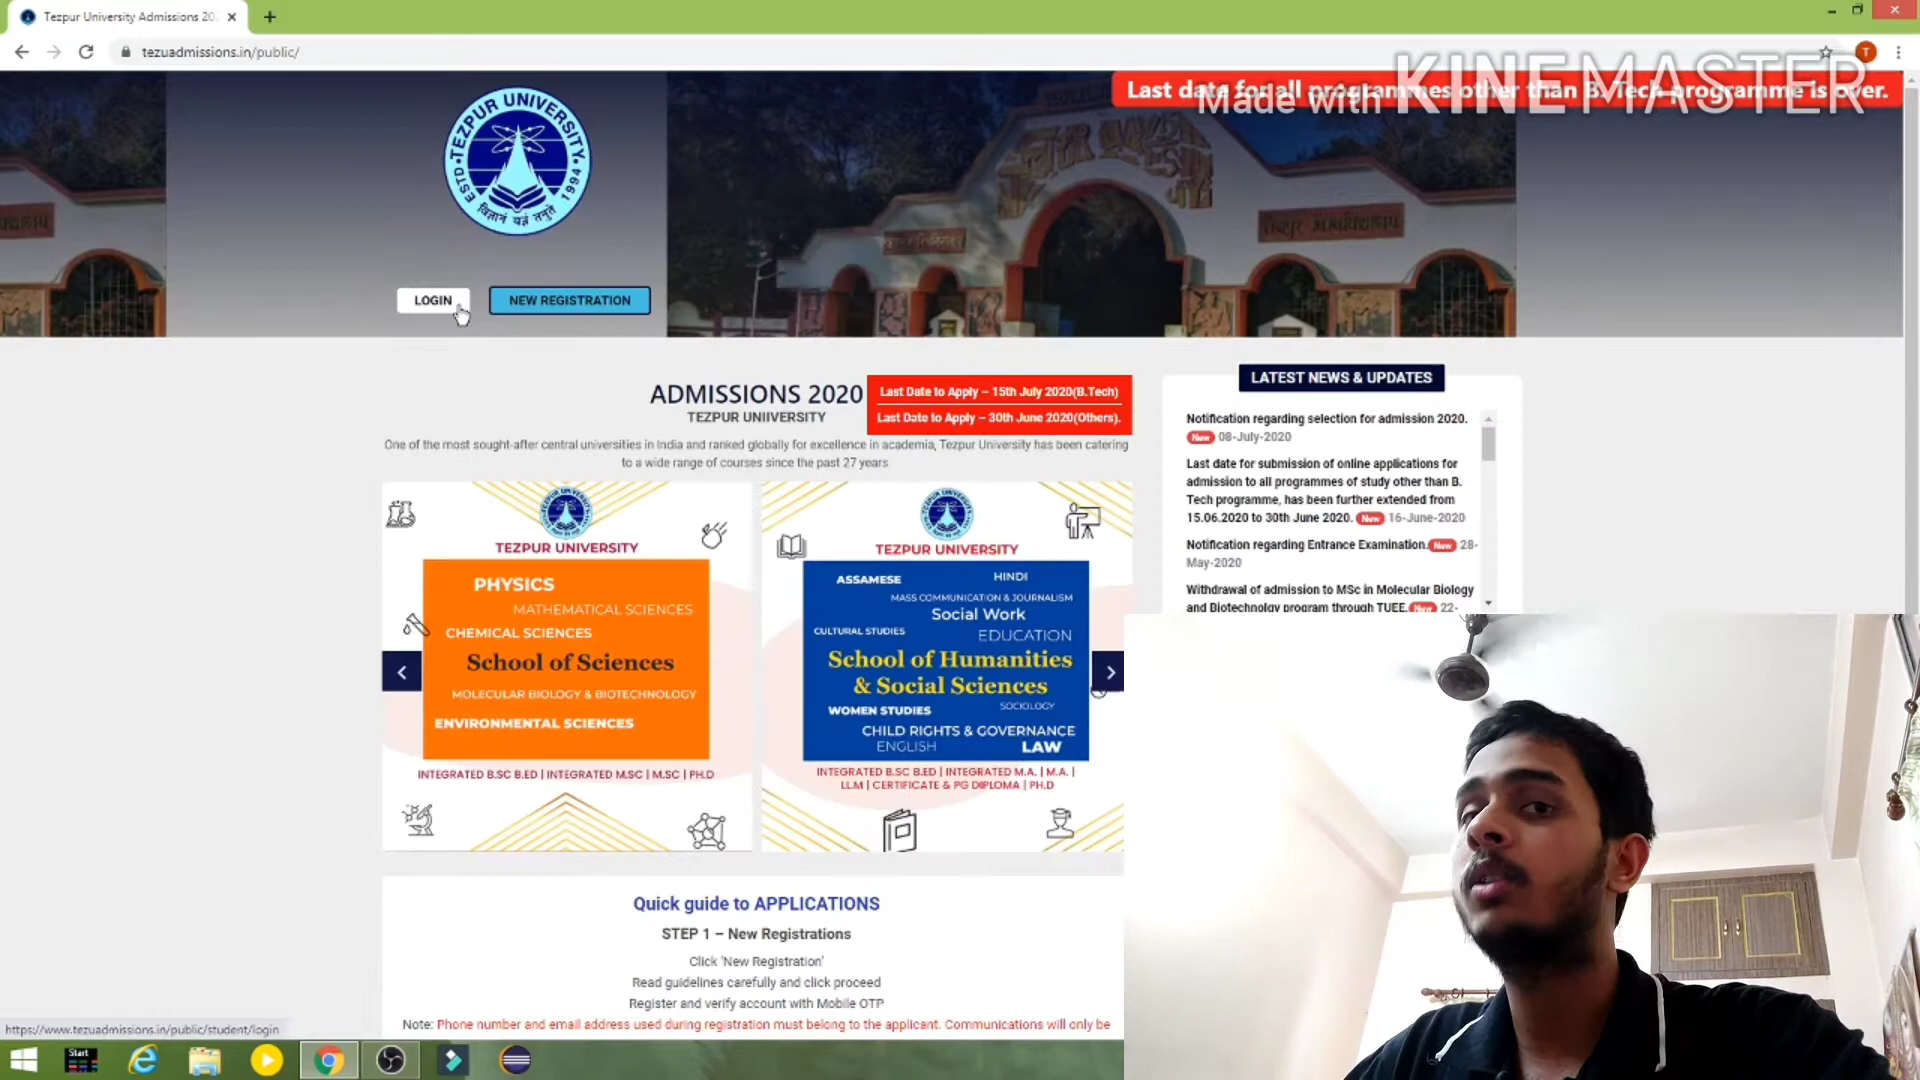 Tezpur University Admissions 20
tezuadmissions.in/public/
T
Last date for all programmes other than B. Tech programme is over.
Made with KINEMASTER
TEZPUR UNIVERSITY
ESTD 1994
विज्ञानं यज्ञं तनुते
LOGIN
NEW REGISTRATION
ADMISSIONS 2020
TEZPUR UNIIVERSITY
Last Date to Apply – 15th July 2020(B.Tech)
Last Date to Apply – 30th June 2020(Others).
One of the most sought-after central universities in India and ranked globally for excellence in academia, Tezpur University has been catering
to a wide range of courses since the past 27 years
LATEST NEWS & UPDATES
Notification regarding selection for admission 2020.
New 08-July-2020
Last date for submission of online applications for
admission to all programmes of study other than B.
Tech programme, has been further extended from
15.06.2020 to 30th June 2020. New 16-June-2020
Notification regarding Entrance Examination. New 28-
May-2020
Withdrawal of admission to MSc in Molecular Biology
and Biotechnolgy program through TUEE. New 22-
TEZPUR UNIVERSITY
PHYSICS
MATHEMATICAL SCIENCES
CHEMICAL SCIENCES
School of Sciences
MOLECULAR BIOLOGY & BIOTECHNOLOGY
ENVIRONMENTAL SCIENCES
INTEGRATED B.SC B.ED | INTEGRATED M.SC | M.SC | PH.D
TEZPUR UNIVERSITY
ASSAMESE
HINDI
MASS COMMUNICATION & JOURNALISM
Social Work
CULTURAL STUDIES
EDUCATION
School of Humanities
& Social Sciences
WOMEN STUDIES
SOCIOLOGY
CHILD RIGHTS & GOVERNANCE
ENGLISH
LAW
INTEGRATED B.SC B.ED | INTEGRATED M.A. | M.A. |
LL.M | CERTIFICATE & PG DIPLOMA | PH.D
Quick guide to APPLICATIONS
STEP 1 – New Registrations
Click 'New Registration'
Read guidelines carefully and click proceed
Register and verify account with Mobile OTP
Note: Phone number and email address used during registration must belong to the applicant. Communications will only be
https://www.tezuadmissions.in/public/student/login
Start